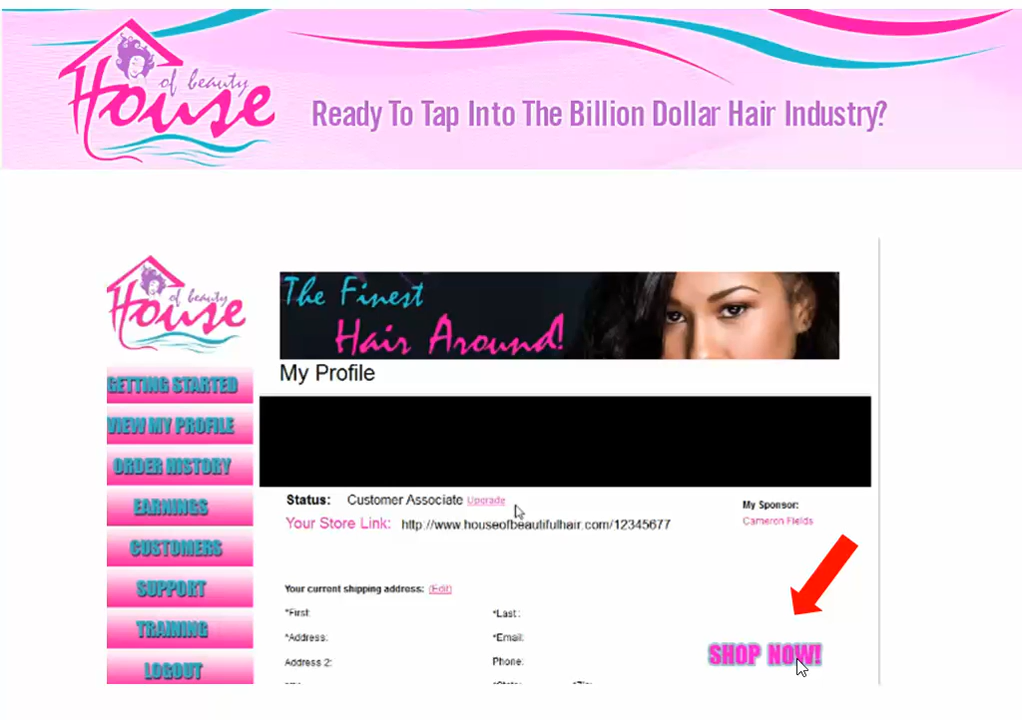 of beauty
House
Ready To Tap Into The Billion Dollar Hair Industry?
of beauty
House
The Finest
Hair Around!
My Profile
GETTING STARTED
VIEW MY PROFILE
ORDER HISTORY
EARNINGS
CUSTOMERS
SUPPORT
TRAINING
LOGOUT
Status: Customer Associate Upgrade
Your Store Link: http://www.houseofbeautifulhair.com/12345677
My Sponsor:
Cameron Fields
Your current shipping address: (Edit)
*First: *Last :
*Address: *Email:
Address 2: Phone:
SHOP NOW!